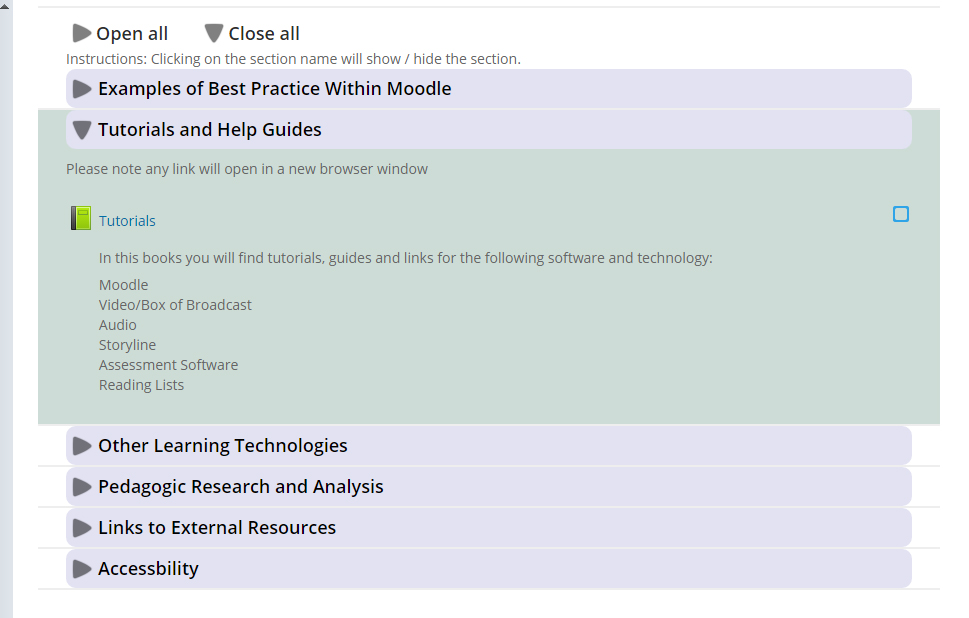 Open all Close all
Instructions: Clicking on the section name will show / hide the section.
Examples of Best Practice Within Moodle
Tutorials and Help Guides
Please note any link will open in a new browser window
Tutorials
In this books you will find tutorials, guides and links for the following software and technology:
Moodle
Video/Box of Broadcast
Audio
Storyline
Assessment Software
Reading Lists
Other Learning Technologies
Pedagogic Research and Analysis
Links to External Resources
Accessbility